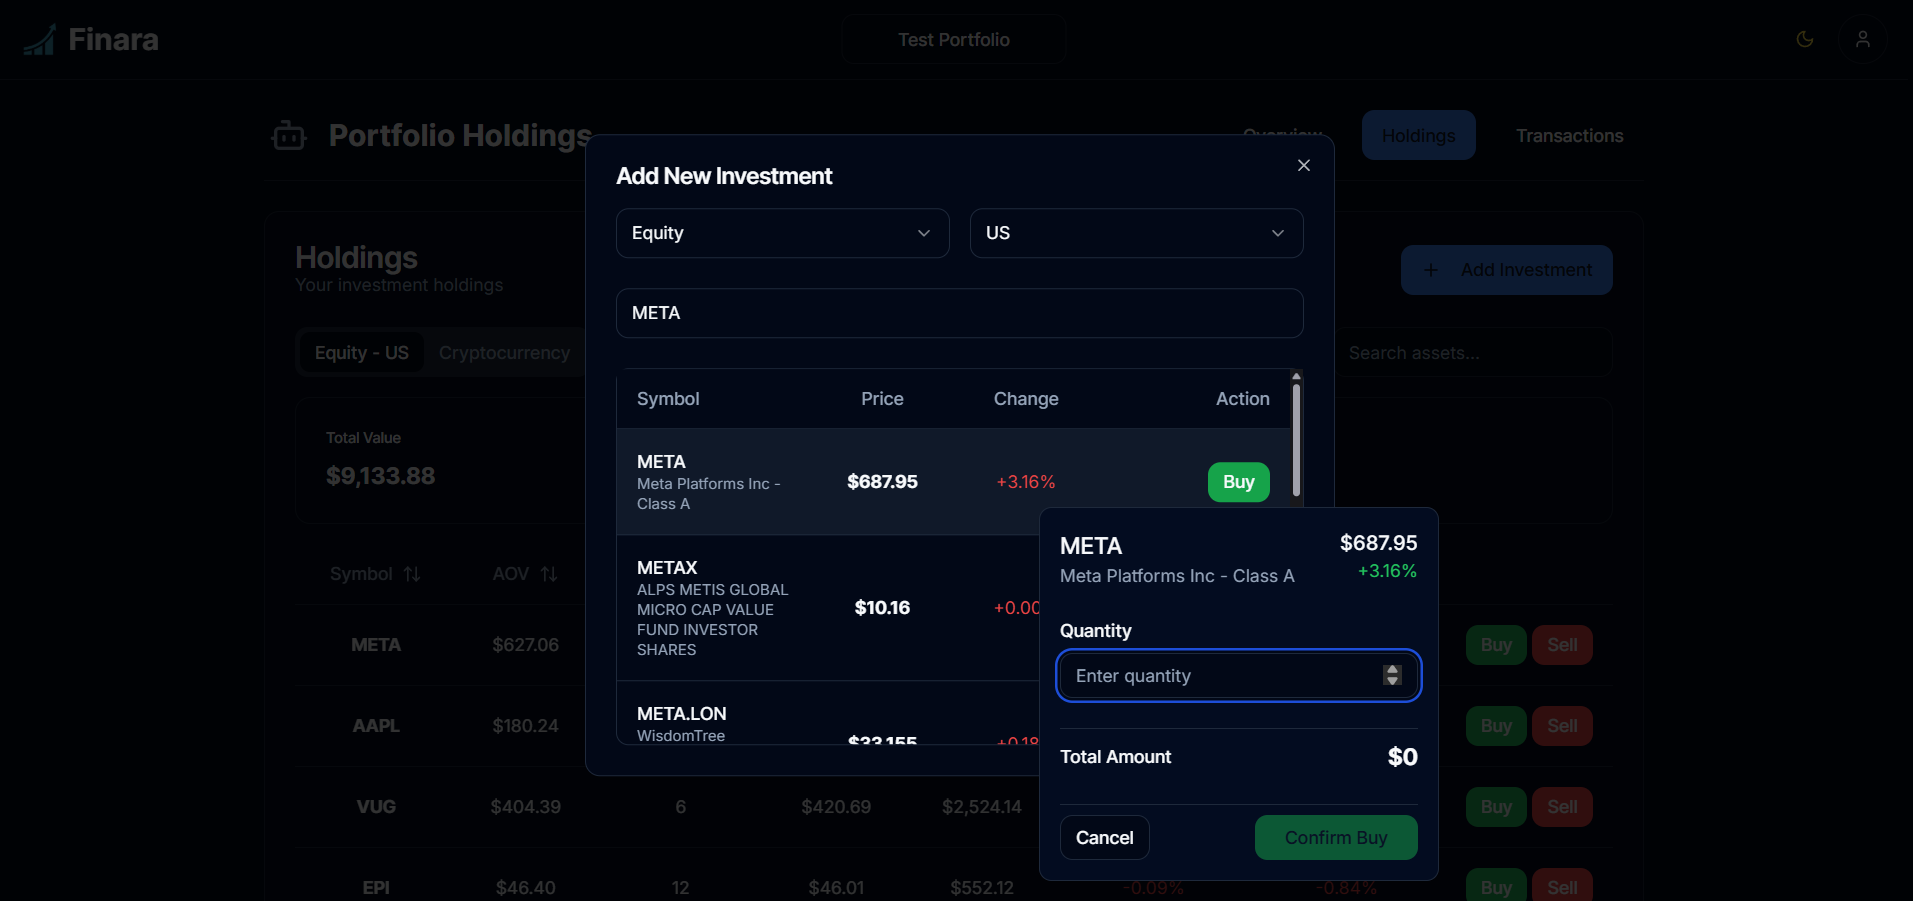 Finara
Test Portfolio
Portfolio Holdings
Overview
Holdings
Transactions
Holdings
Your investment holdings
+ Add Investment
Equity - US
Cryptocurrency
Search assets...
Total Value
$9,133.88
Symbol
AOV
META
$627.06
Buy
Sell
AAPL
$180.24
Buy
Sell
VUG
$404.39
6
$420.69
$2,524.14
Buy
Sell
EPI
$46.40
12
$46.01
$552.12
-0.09%
-0.84%
Buy
Sell
Add New Investment
Equity
US
META
Symbol
Price
Change
Action
META
Meta Platforms Inc -
Class A
$687.95
+3.16%
Buy
METAX
ALPS METIS GLOBAL
MICRO CAP VALUE
FUND INVESTOR
SHARES
$10.16
+0.00
META.LON
WisdomTree
$33.155
+0.18
META
$687.95
Meta Platforms Inc - Class A
+3.16%
Quantity
Enter quantity
Total Amount
$0
Cancel
Confirm Buy